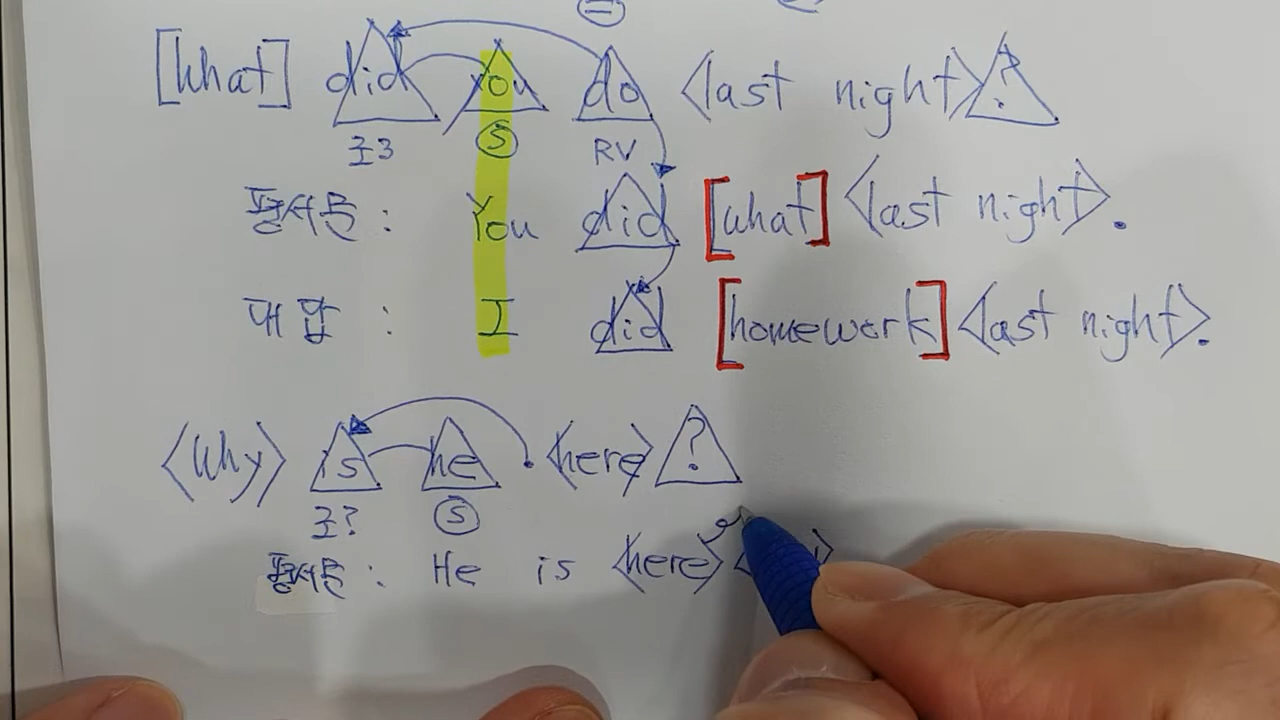 [What] did you do <last night>?
조3 S RV
평서문 : You did [what] <last night>.
대답 : I did [homework] <last night>.
<Why> is he <here>?
조? S
평서문 : He is <here>